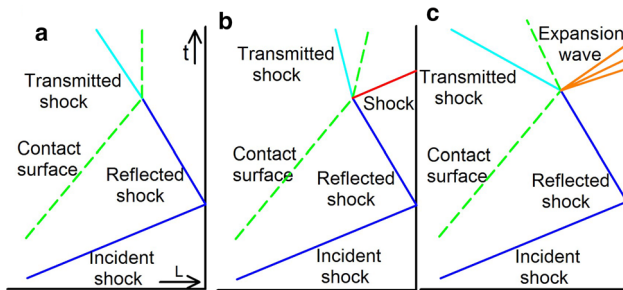 a
t
Transmitted
shock
Contact
surface
Reflected
shock
Incident
shock
L
b
Transmitted
shock
Shock
Contact
surface
Reflected
shock
Incident
shock
c
Expansion
wave
Transmitted
shock
Contact
surface
Reflected
shock
Incident
shock